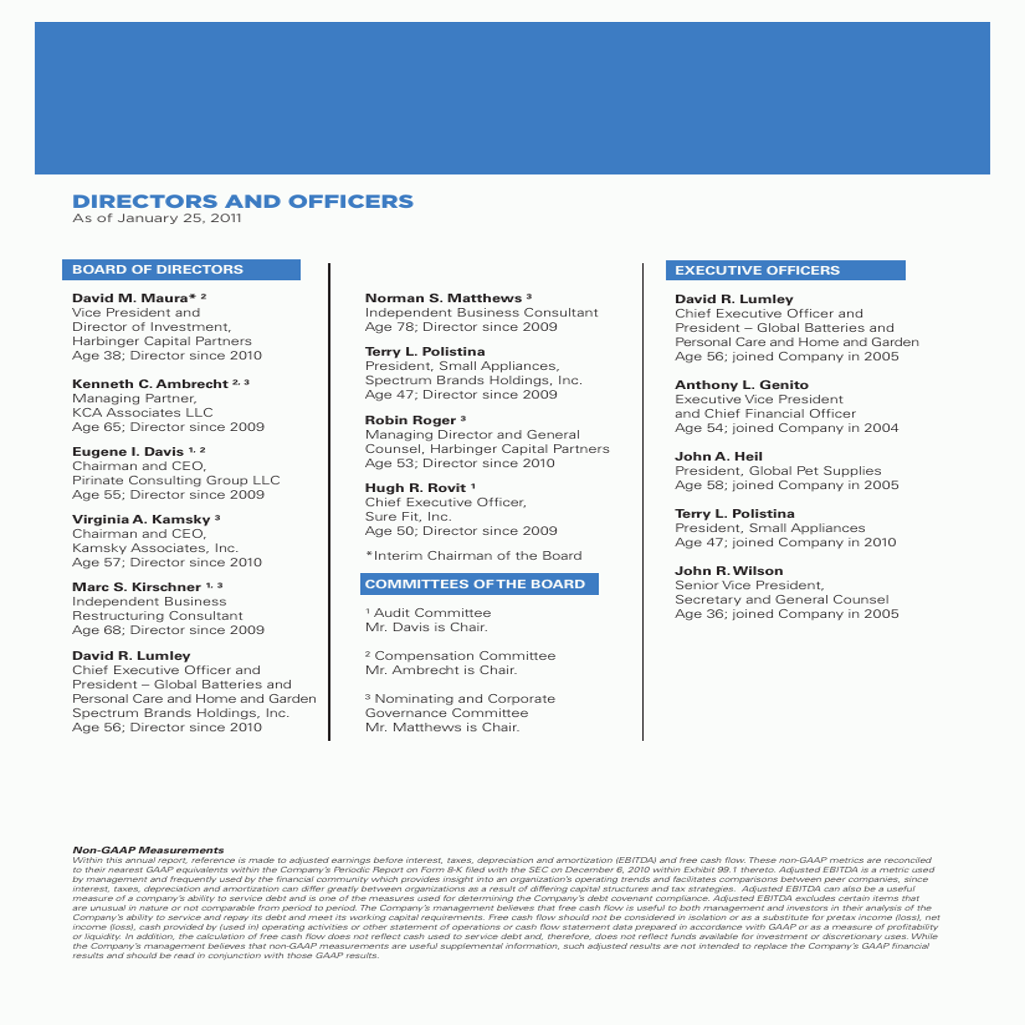 DIRECTORS AND OFFICERS
As of January 25, 2011
BOARD OF DIRECTORS
David M. Maura* ²
Vice President and
Director of Investment,
Harbinger Capital Partners
Age 38; Director since 2010
Kenneth C. Ambrecht ²· ³
Managing Partner,
KCA Associates LLC
Age 65; Director since 2009
Eugene I. Davis ¹· ²
Chairman and CEO,
Pirinate Consulting Group LLC
Age 55; Director since 2009
Virginia A. Kamsky ³
Chairman and CEO,
Kamsky Associates, Inc.
Age 57; Director since 2010
Marc S. Kirschner ¹· ³
Independent Business
Restructuring Consultant
Age 68; Director since 2009
David R. Lumley
Chief Executive Officer and
President – Global Batteries and
Personal Care and Home and Garden
Spectrum Brands Holdings, Inc.
Age 56; Director since 2010
Norman S. Matthews ³
Independent Business Consultant
Age 78; Director since 2009
Terry L. Polistina
President, Small Appliances,
Spectrum Brands Holdings, Inc.
Age 47; Director since 2009
Robin Roger ³
Managing Director and General
Counsel, Harbinger Capital Partners
Age 53; Director since 2010
Hugh R. Rovit ¹
Chief Executive Officer,
Sure Fit, Inc.
Age 50; Director since 2009
*Interim Chairman of the Board
COMMITTEES OF THE BOARD
¹ Audit Committee
Mr. Davis is Chair.
² Compensation Committee
Mr. Ambrecht is Chair.
³ Nominating and Corporate
Governance Committee
Mr. Matthews is Chair.
EXECUTIVE OFFICERS
David R. Lumley
Chief Executive Officer and
President – Global Batteries and
Personal Care and Home and Garden
Age 56; joined Company in 2005
Anthony L. Genito
Executive Vice President
and Chief Financial Officer
Age 54; joined Company in 2004
John A. Heil
President, Global Pet Supplies
Age 58; joined Company in 2005
Terry L. Polistina
President, Small Appliances
Age 47; joined Company in 2010
John R. Wilson
Senior Vice President,
Secretary and General Counsel
Age 36; joined Company in 2005
Non-GAAP Measurements
Within this annual report, reference is made to adjusted earnings before interest, taxes, depreciation and amortization (EBITDA) and free cash flow. These non-GAAP metrics are reconciled
to their nearest GAAP equivalents within the Company's Periodic Report on Form 8-K filed with the SEC on December 6, 2010 within Exhibit 99.1 thereto. Adjusted EBITDA is a metric used
by management and frequently used by the financial community which provides insight into an organization's operating trends and facilitates comparisons between peer companies, since
interest, taxes, depreciation and amortization can differ greatly between organizations as a result of differing capital structures and tax strategies. Adjusted EBITDA can also be a useful
measure of a company's ability to service debt and is one of the measures used for determining the Company's debt covenant compliance. Adjusted EBITDA excludes certain items that
are unusual in nature or not comparable from period to period. The Company's management believes that free cash flow is useful to both management and investors in their analysis of the
Company's ability to service and repay its debt and meet its working capital requirements. Free cash flow should not be considered in isolation or as a substitute for pretax income (loss), net
income (loss), cash provided by (used in) operating activities or other statement of operations or cash flow statement data prepared in accordance with GAAP or as a measure of profitability
or liquidity. In addition, the calculation of free cash flow does not reflect cash used to service debt and, therefore, does not reflect funds available for investment or discretionary uses. While
the Company's management believes that non-GAAP measurements are useful supplemental information, such adjusted results are not intended to replace the Company's GAAP financial
results and should be read in conjunction with those GAAP results.